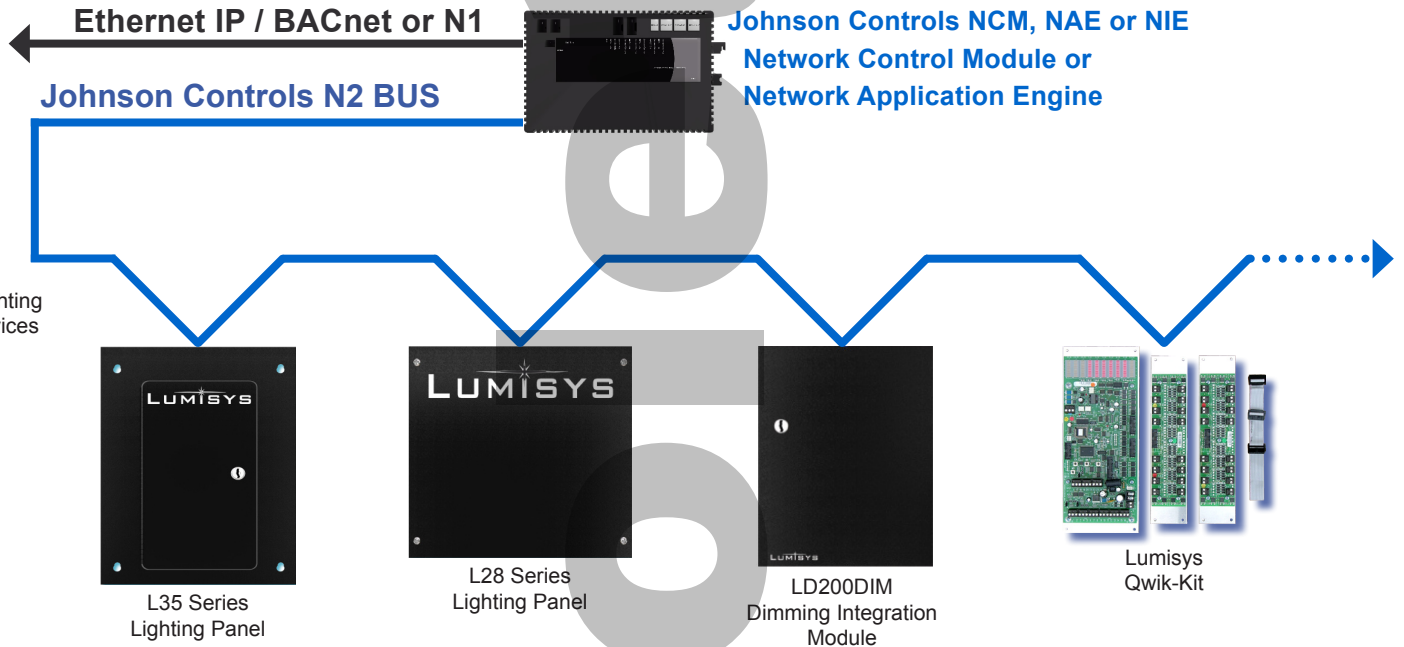 Ethernet IP / BACnet or N1
Johnson Controls NCM, NAE or NIE
Network Control Module or
Network Application Engine
Johnson Controls N2 BUS
LUMISYS
LUMISYS
LUMISYS
L35 Series
Lighting Panel
L28 Series
Lighting Panel
LD200DIM
Dimming Integration
Module
Lumisys
Qwik-Kit